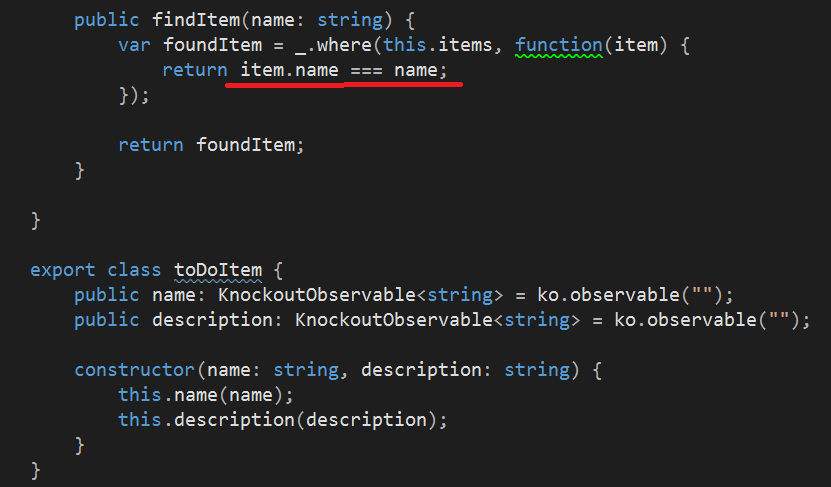 public findItem(name: string) {
var foundItem = _.where(this.items, function(item) {
return item.name === name;
});
return foundItem;
}
}
export class toDoItem {
public name: KnockoutObservable<string> = ko.observable("");
public description: KnockoutObservable<string> = ko.observable("");
constructor(name: string, description: string) {
this.name(name);
this.description(description);
}
}